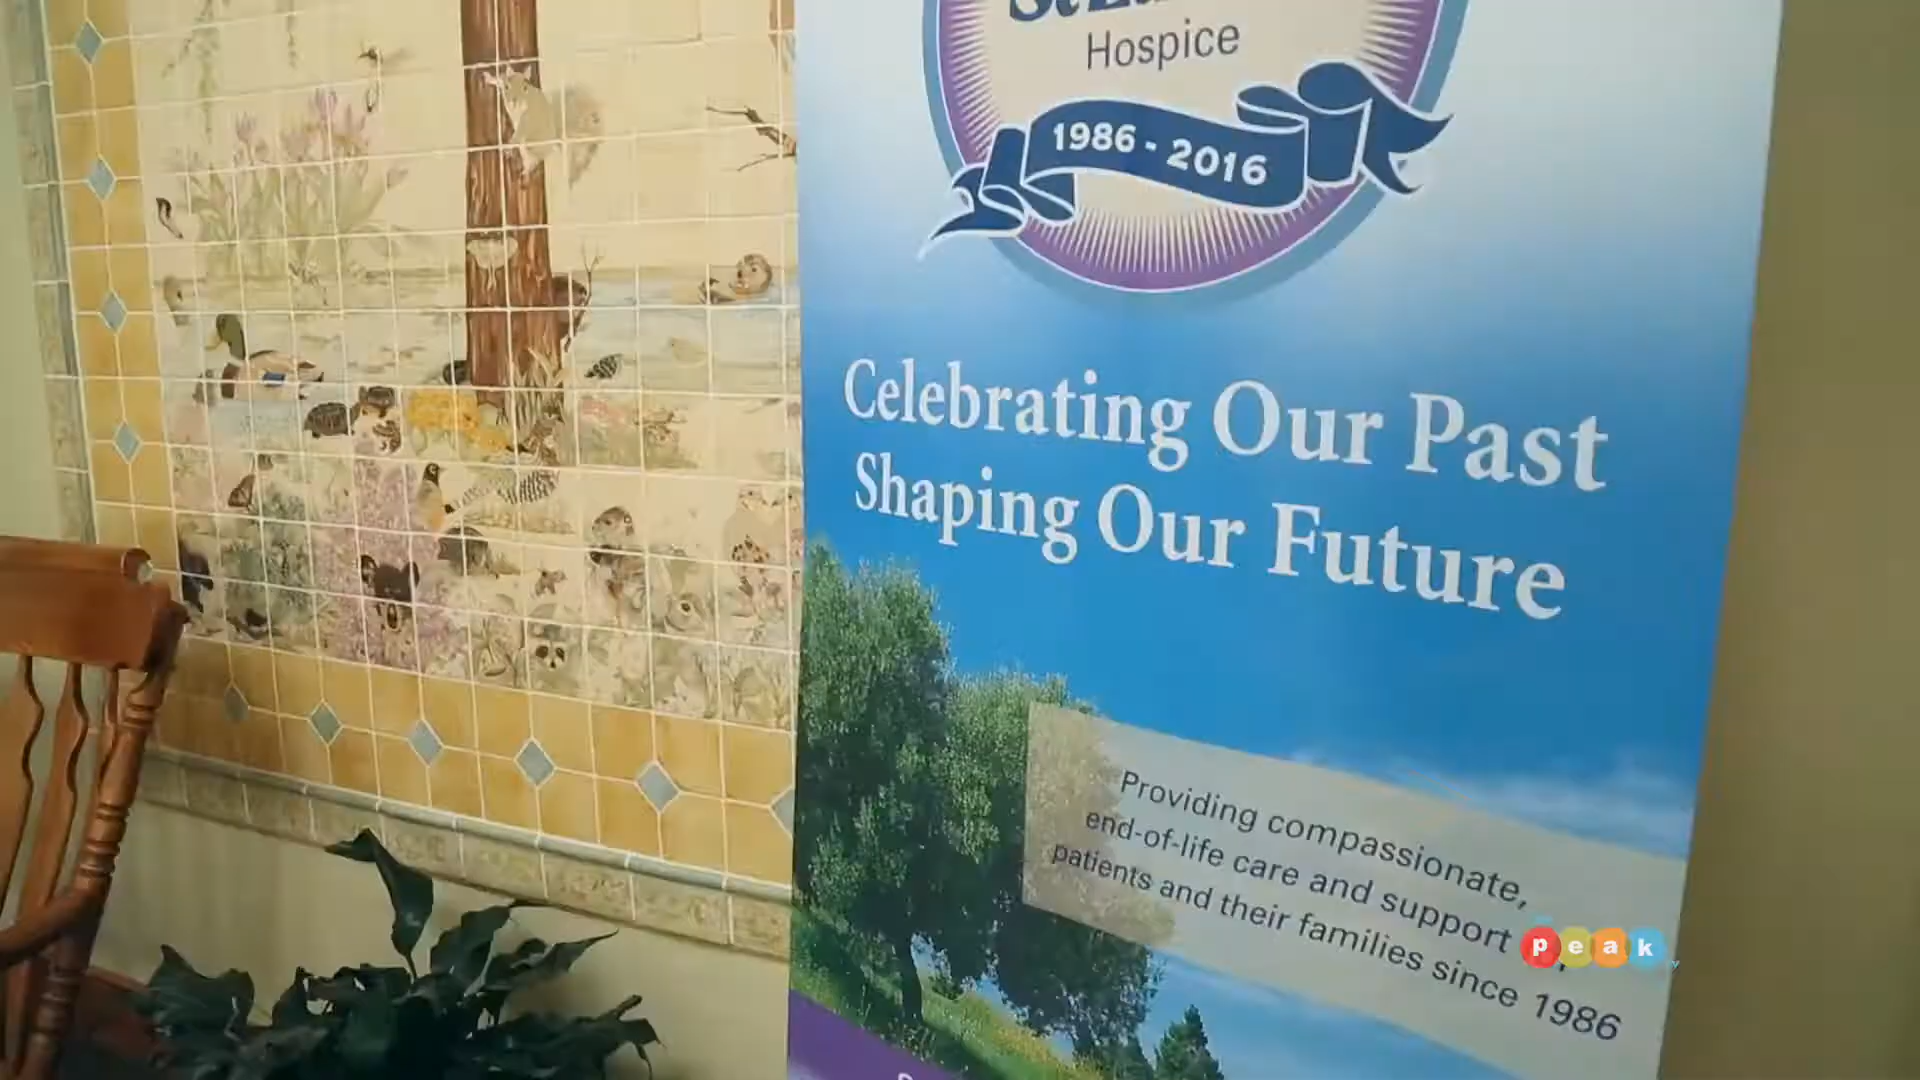 Hospice
1986 - 2016
Celebrating Our Past
Shaping Our Future
Providing compassionate,
end-of-life care and support
patients and their families since 1986
peak